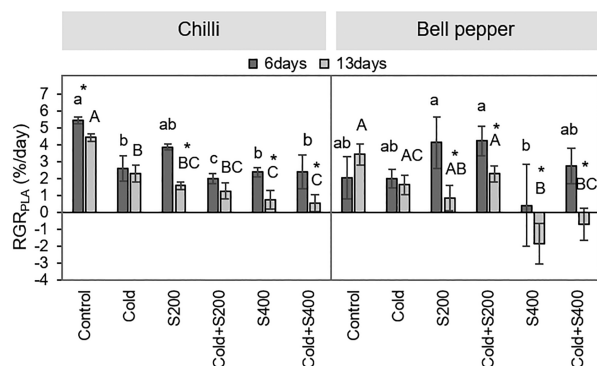 Chilli
Bell pepper
6days 13days
RGRPLA (%/day)
7
6
5
4
3
2
1
0
-1
-2
-3
-4
a * A
b B
ab * BC
c BC
b * C
b * C
ab A
ab AC
a * AB
a * A
b * B
ab * BC
Control
Cold
S200
Cold+S200
S400
Cold+S400
Control
Cold
S200
Cold+S200
S400
Cold+S400